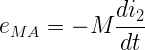 e_{MA} = -M \frac{di_2}{dt}